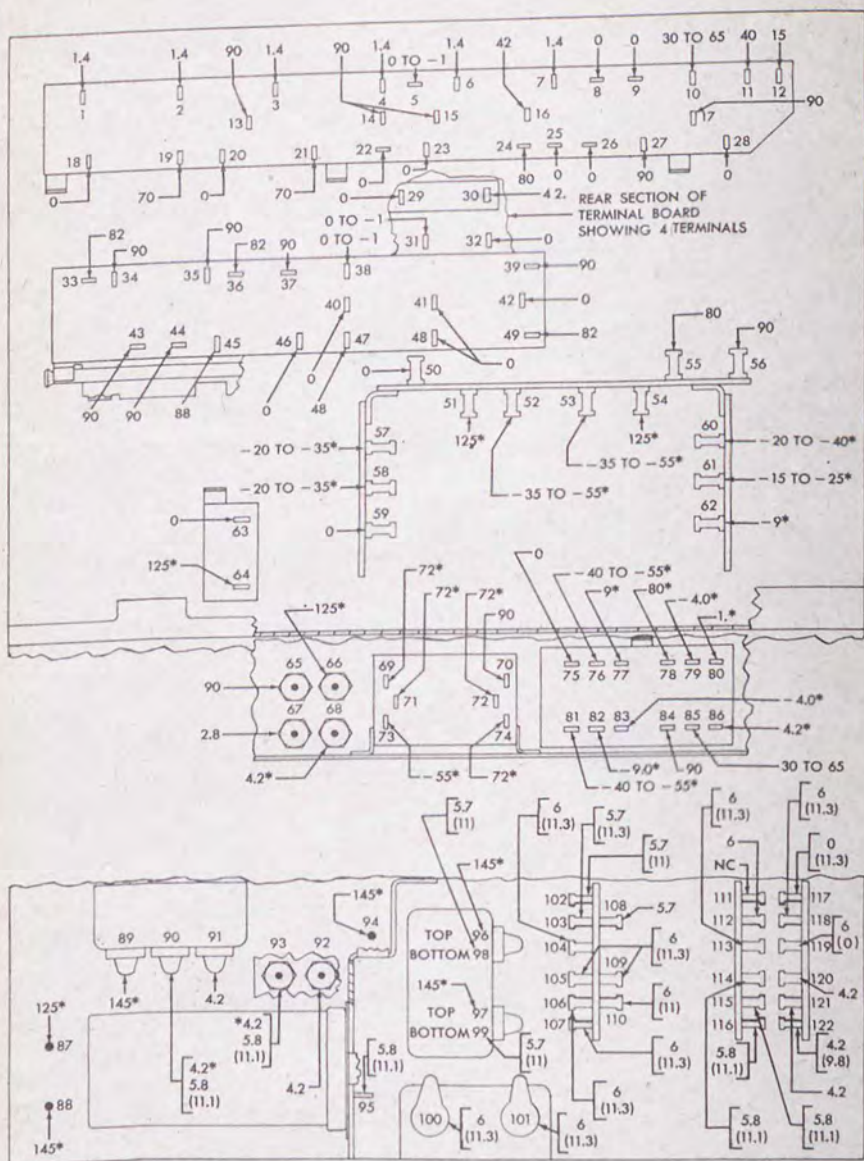 1.4 1.4 90 1.4 90 1.4 0 TO -1 1.4 42 1.4 0 0 30 TO 65 40 15
1 2 3 4 5 6 7 8 9 10 11 12
13 14 15 16 17 90
18 19 20 21 22 23 24 25 26 27 28
0 70 0 70 0 0 80 0 0 90 0
0 29 30 42. REAR SECTION OF
TERMINAL BOARD
SHOWING 4 TERMINALS
0 TO -1 31 32 0
82 90 90 82 90 0 TO -1
33 34 35 36 37 38 39 90
40 41 42 0
43 44 45 46 47 48 49 82
90 90 88 0 0 48 0
0 50 80 55 90 56
51 52 53 54
125* -35 TO -55* -35 TO -55* 125*
-20 TO -35* 57 60 -20 TO -40*
-20 TO -35* 58 61 -15 TO -25*
0 59 62 -9*
0 63
125* 64
125* 72* 72* 72* 90 0 -40 TO -55* 9* 80* -4.0* 1.*
65 66 69 70 75 76 77 78 79 80
90 71 72
67 68 73 74 81 82 83 84 85 86
2.8 -4.0* 4.2*
4.2* -55* 72* -9.0* 90 30 TO 65
-40 TO -55*
5.7
(11)
6
(11.3)
5.7
(11.3)
5.7
(11)
6
(11.3)
6
6
(11.3)
0
(11.3)
NC
145* 94 145*
102 108 5.7 111 117
103 112 118
104 113 119 6
(0)
105 109 6
(11.3)
114 120 4.2
106 110 6
(11)
115 121
107 116 122
TOP 96
BOTTOM 98
145*
TOP 97
BOTTOM 99
89 90 91 93 92
145* 4.2
125* 87
4.2*
5.8
(11.1)
*4.2
5.8
(11.1)
4.2
88
145*
5.8
(11.1)
95
5.7
(11)
6
(11.3)
6
(11.3)
5.8
(11.1)
4.2
(9.8)
4.2
100 6
(11.3)
101 6
(11.3)
5.8
(11.1)
5.8
(11.1)